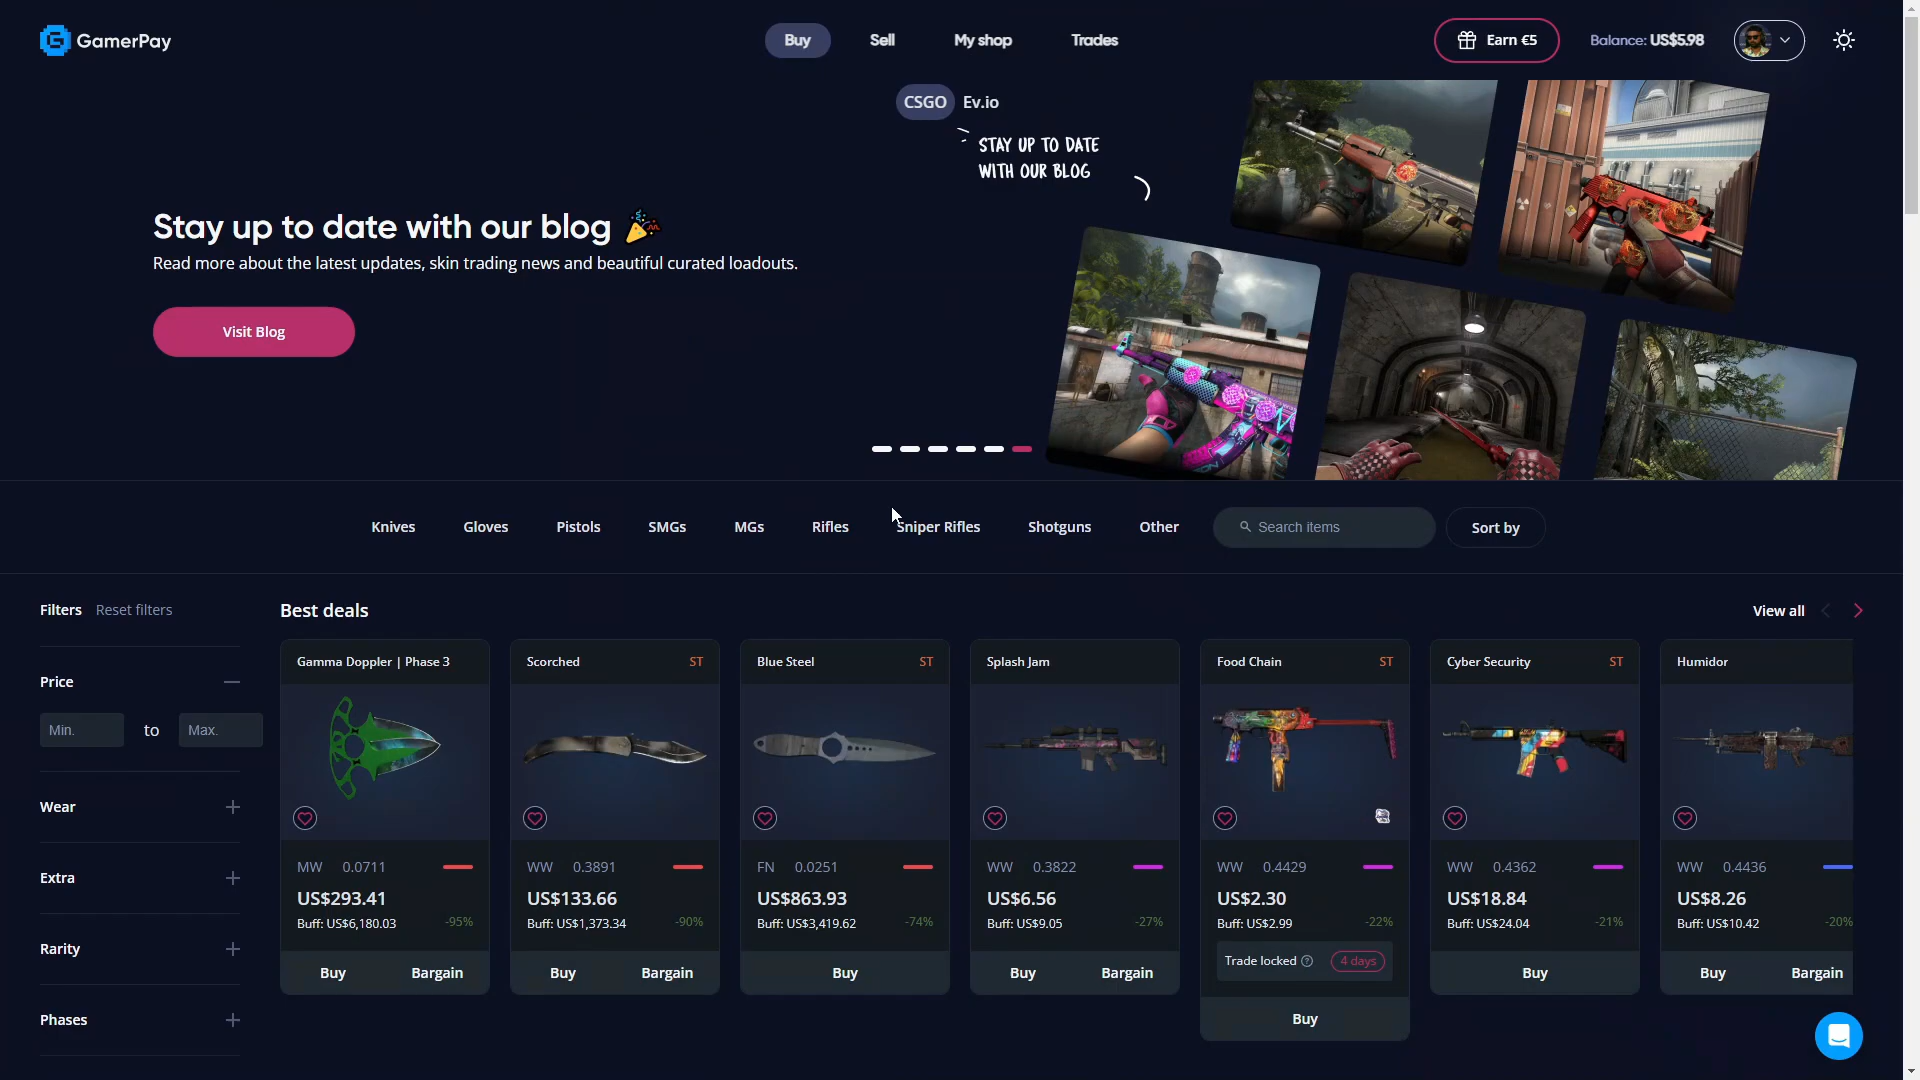 GamerPay
Buy
Sell
My shop
Trades
Earn €5
Balance: US$5.98
CSGO
Ev.io
STAY UP TO DATE
WITH OUR BLOG
Stay up to date with our blog 🎉
Read more about the latest updates, skin trading news and beautiful curated loadouts.
Visit Blog
Knives
Gloves
Pistols
SMGs
MGs
Rifles
Sniper Rifles
Shotguns
Other
Search items
Sort by
Filters
Reset filters
Price
Min.
to
Max.
Wear
Extra
Rarity
Phases
Best deals
View all
Gamma Doppler | Phase 3
MW 0.0711
US$293.41
Buff: US$6,180.03 -95%
Buy
Bargain
Scorched ST
WW 0.3891
US$133.66
Buff: US$1,373.34 -90%
Buy
Bargain
Blue Steel ST
FN 0.0251
US$863.93
Buff: US$3,419.62 -74%
Buy
Splash Jam
WW 0.3822
US$6.56
Buff: US$9.05 -27%
Buy
Bargain
Food Chain ST
WW 0.4429
US$2.30
Buff: US$2.99 -22%
Trade locked
4 days
Buy
Cyber Security ST
WW 0.4362
US$18.84
Buff: US$24.04 -21%
Buy
Humidor
WW 0.4436
US$8.26
Buff: US$10.42 -20%
Buy
Bargain